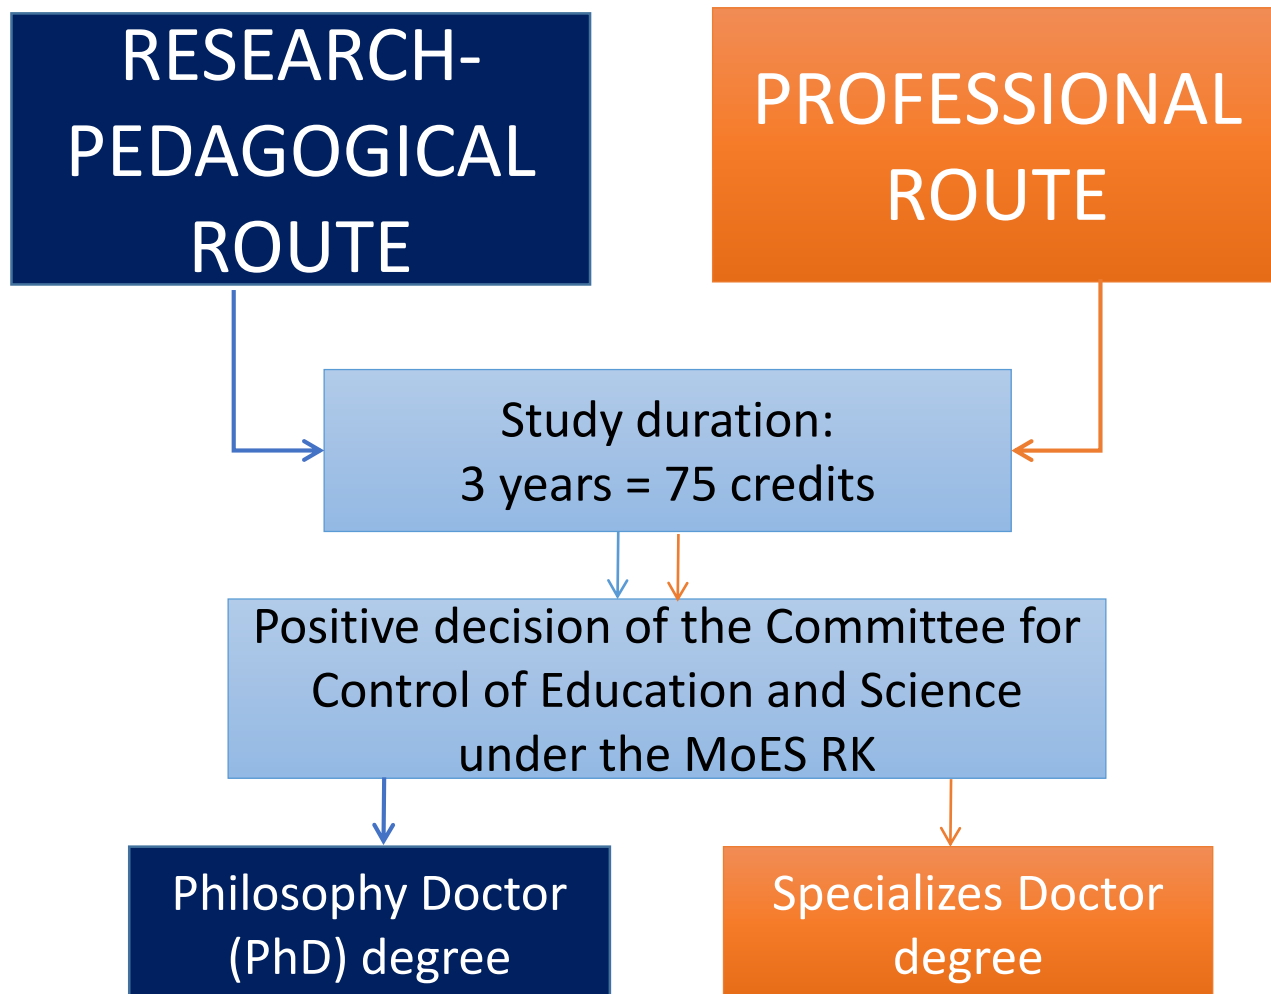 RESEARCH-
PEDAGOGICAL
ROUTE
PROFESSIONAL
ROUTE
Study duration:
3 years = 75 credits
Positive decision of the Committee for
Control of Education and Science
under the MoES RK
Philosophy Doctor
(PhD) degree
Specializes Doctor
degree